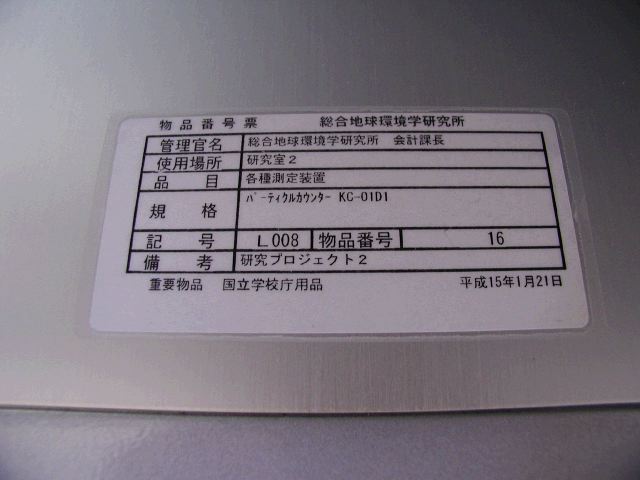 物品番号票 総合地球環境学研究所
管理官名 総合地球環境学研究所 会計課長
使用場所 研究室2
品目 各種測定装置
規格 ﾊﾟｰﾃｨｸﾙｶｳﾝﾀｰ KC-01D1
記号 L008 物品番号 16
備考 研究プロジェクト2
重要物品 国立学校庁用品 平成15年1月21日